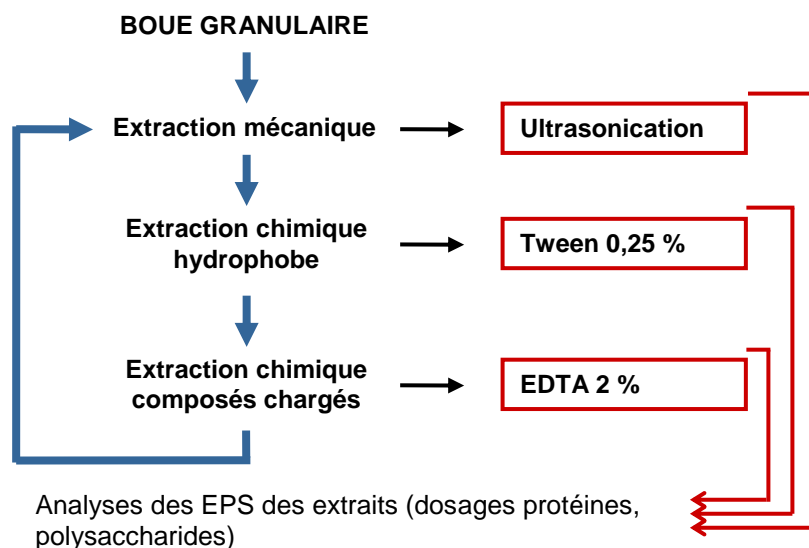 BOUE GRANULAIRE
Extraction mécanique
Ultrasonication
Extraction chimique
hydrophobe
Tween 0,25 %
Extraction chimique
composés chargés
EDTA 2 %
Analyses des EPS des extraits (dosages protéines,
polysaccharides)